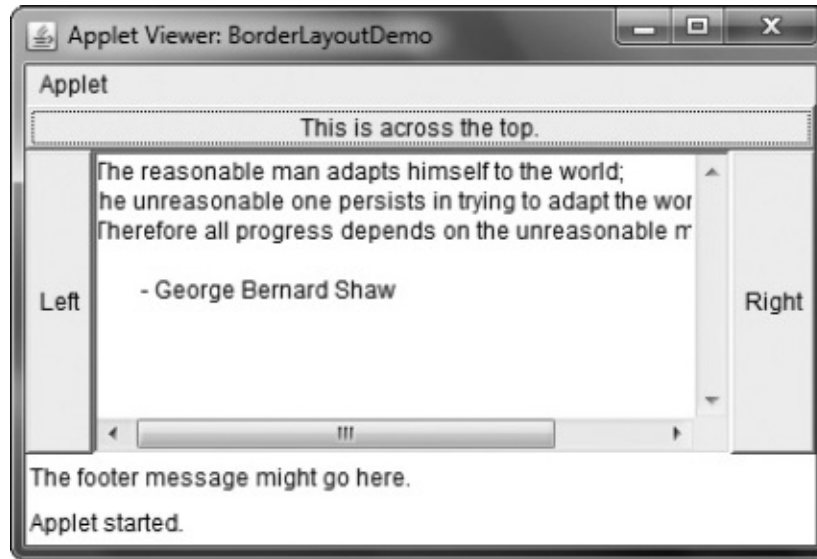 Applet Viewer: BorderLayoutDemo
Applet
This is across the top.
The reasonable man adapts himself to the world;
he unreasonable one persists in trying to adapt the wor
Therefore all progress depends on the unreasonable m
- George Bernard Shaw
Left
Right
The footer message might go here.
Applet started.